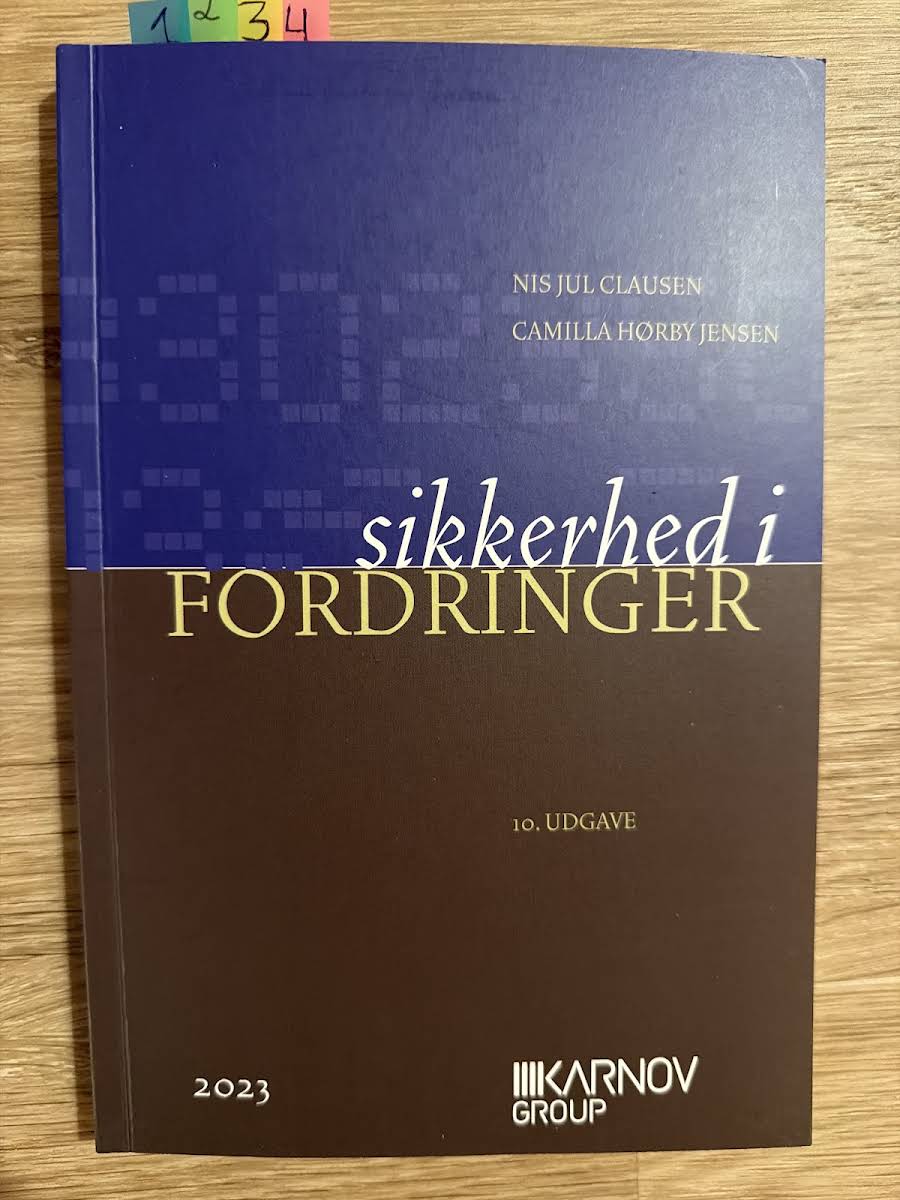 1 2 3 4
NIS JUL CLAUSEN
CAMILLA HØRBY JENSEN
sikkerhed i
FORDRINGER
10. UDGAVE
2023
KARNOV
GROUP